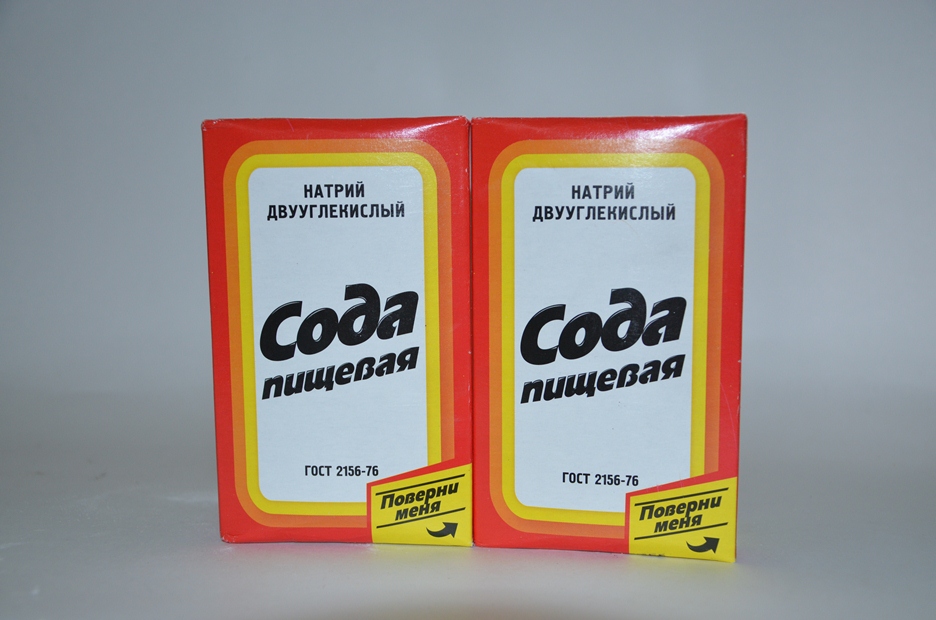 НАТРИЙ
ДВУУГЛЕКИСЛЫЙ
Сода
пищевая
ГОСТ 2156-76
Поверни
меня
НАТРИЙ
ДВУУГЛЕКИСЛЫЙ
Сода
пищевая
ГОСТ 2156-76
Поверни
меня